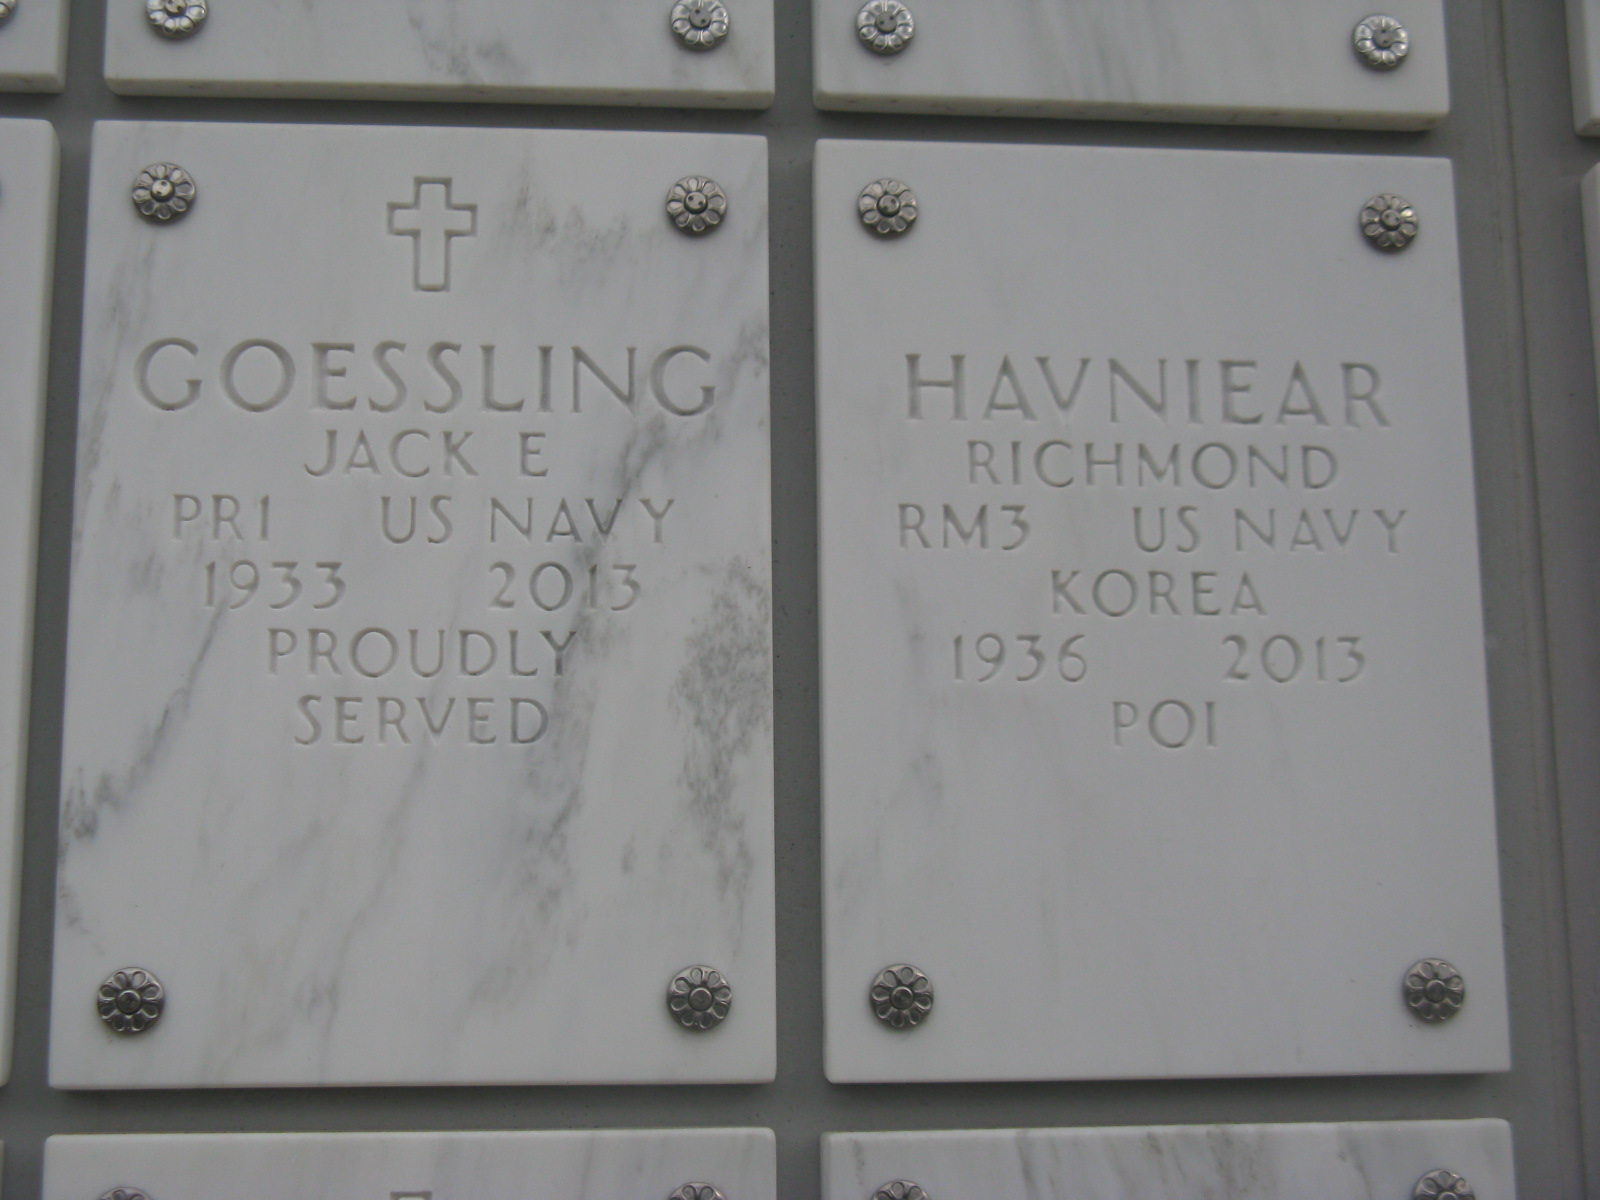 GOESSLING
JACK E
PR1 US NAVY
1933 2013
PROUDLY
SERVED
HAVNIEAR
RICHMOND
RM3 US NAVY
KOREA
1936 2013
POI